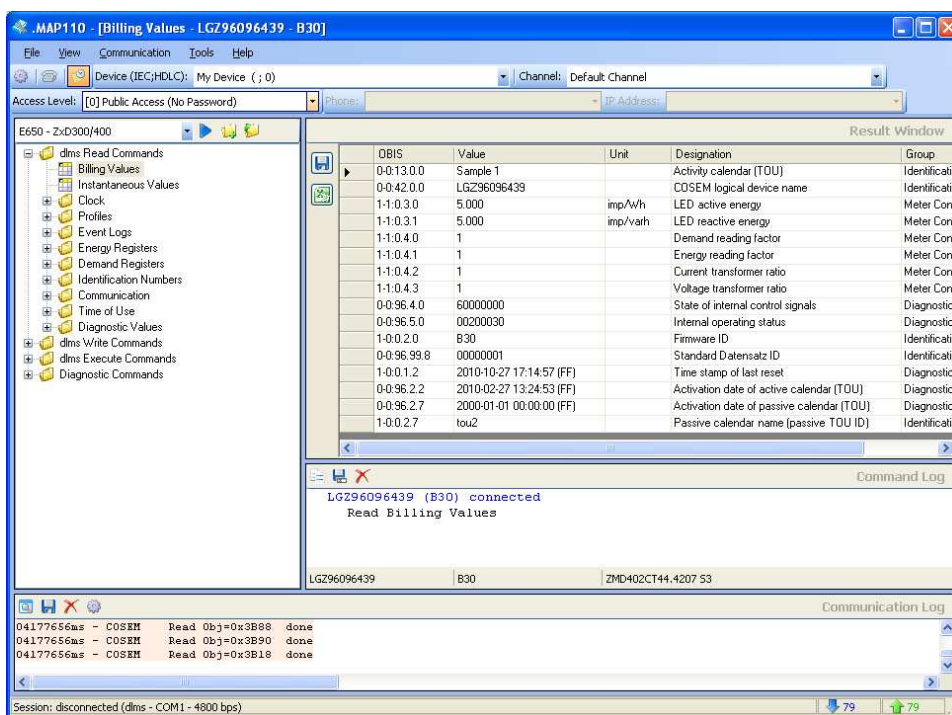 .MAP110 - [Billing Values - LGZ96096439 - B30]
File View Communication Tools Help
Device (IEC;HDLC): My Device ( ; 0) Channel: Default Channel
Access Level: [0] Public Access (No Password) Phone: IP Address:
E650 - ZxD300/400
dlms Read Commands
Billing Values
Instantaneous Values
Clock
Profiles
Event Logs
Energy Registers
Demand Registers
Identification Numbers
Communication
Time of Use
Diagnostic Values
dlms Write Commands
dlms Execute Commands
Diagnostic Commands
Result Window
OBIS Value Unit Designation Group
0-0:13.0.0 Sample 1 Activity calendar (TOU) Identificati
0-0:42.0.0 LGZ96096439 COSEM logical device name Identificati
1-1:0.3.0 5.000 imp/Wh LED active energy Meter Con
1-1:0.3.1 5.000 imp/varh LED reactive energy Meter Con
1-1:0.4.0 1 Demand reading factor Meter Con
1-1:0.4.1 1 Energy reading factor Meter Con
1-1:0.4.2 1 Current transformer ratio Meter Con
1-1:0.4.3 1 Voltage transformer ratio Meter Con
0-0:96.4.0 60000000 State of internal control signals Diagnostic
0-0:96.5.0 00200030 Internal operating status Diagnostic
1-0:0.2.0 B30 Firmware ID Identificati
0-0:96.99.8 00000001 Standard Datensatz ID Identificati
1-0:0.1.2 2010-10-27 17:14:57 (FF) Time stamp of last reset Diagnostic
0-0:96.2.2 2010-02-27 13:24:53 (FF) Activation date of active calendar (TOU) Diagnostic
0-0:96.2.7 2000-01-01 00:00:00 (FF) Activation date of passive calendar (TOU) Diagnostic
1-0:0.2.7 tou2 Passive calendar name (passive TOU ID) Identificati
Command Log
LGZ96096439 (B30) connected
Read Billing Values
LGZ96096439 B30 ZMD402CT44.4207 S3
Communication Log
04177656ms - COSEM Read Obj=0x3B88 done
04177656ms - COSEM Read Obj=0x3B90 done
04177656ms - COSEM Read Obj=0x3B18 done
Session: disconnected (dlms - COM1 - 4800 bps) 79 79